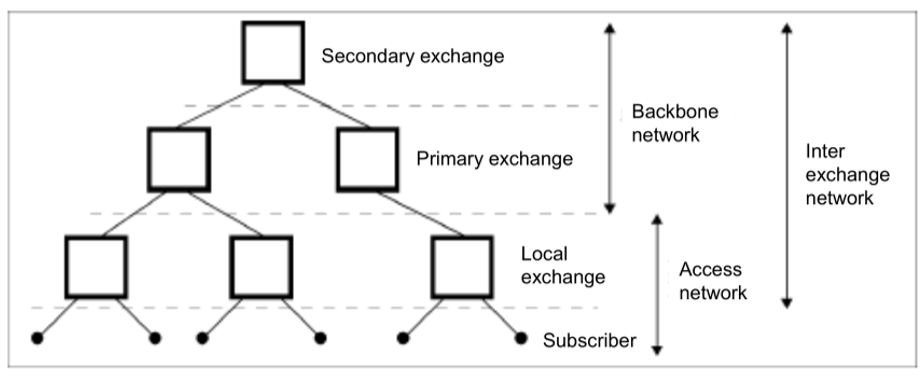 Secondary exchange
Backbone
network
Primary exchange
Inter
exchange
network
Local
exchange
Access
network
Subscriber